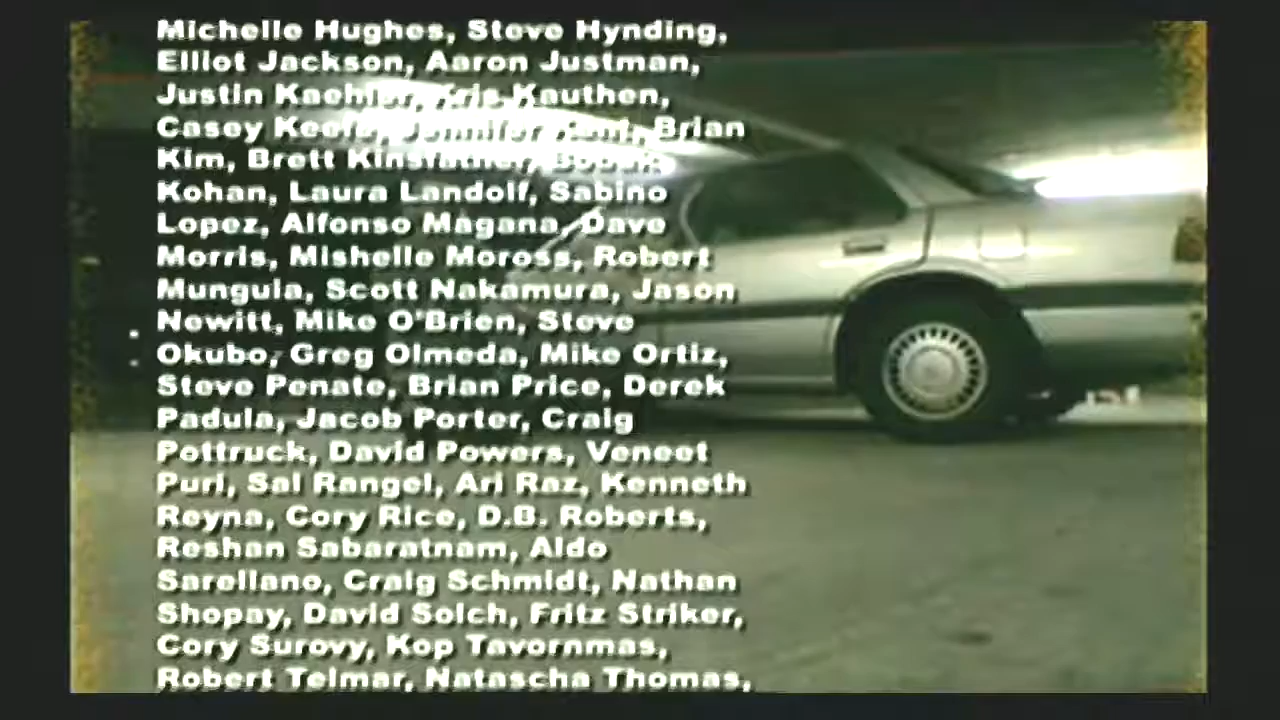 Michelle Hughes, Steve Hynding,
Elliot Jackson, Aaron Justman,
Justin Kaehler, Kris Kauthen,
Casey Keefe, Jennifer Kent, Brian
Kim, Brett Kinsfather,
Kohan, Laura Landolf, Sabino
Lopez, Alfonso Magana, Dave
Morris, Mishelle Moross, Robert
Munguia, Scott Nakamura, Jason
Newitt, Mike O'Brien, Steve
Okubo, Greg Olmeda, Mike Ortiz,
Steve Penate, Brian Price, Derek
Padula, Jacob Porter, Craig
Pottruck, David Powers, Veneet
Puri, Sal Rangel, Ari Raz, Kenneth
Reyna, Cory Rice, D.B. Roberts,
Reshan Sabaratnam, Aldo
Sarellano, Craig Schmidt, Nathan
Shopay, David Solch, Fritz Striker,
Cory Surovy, Kop Tavornmas,
Robert Telmar, Natascha Thomas,